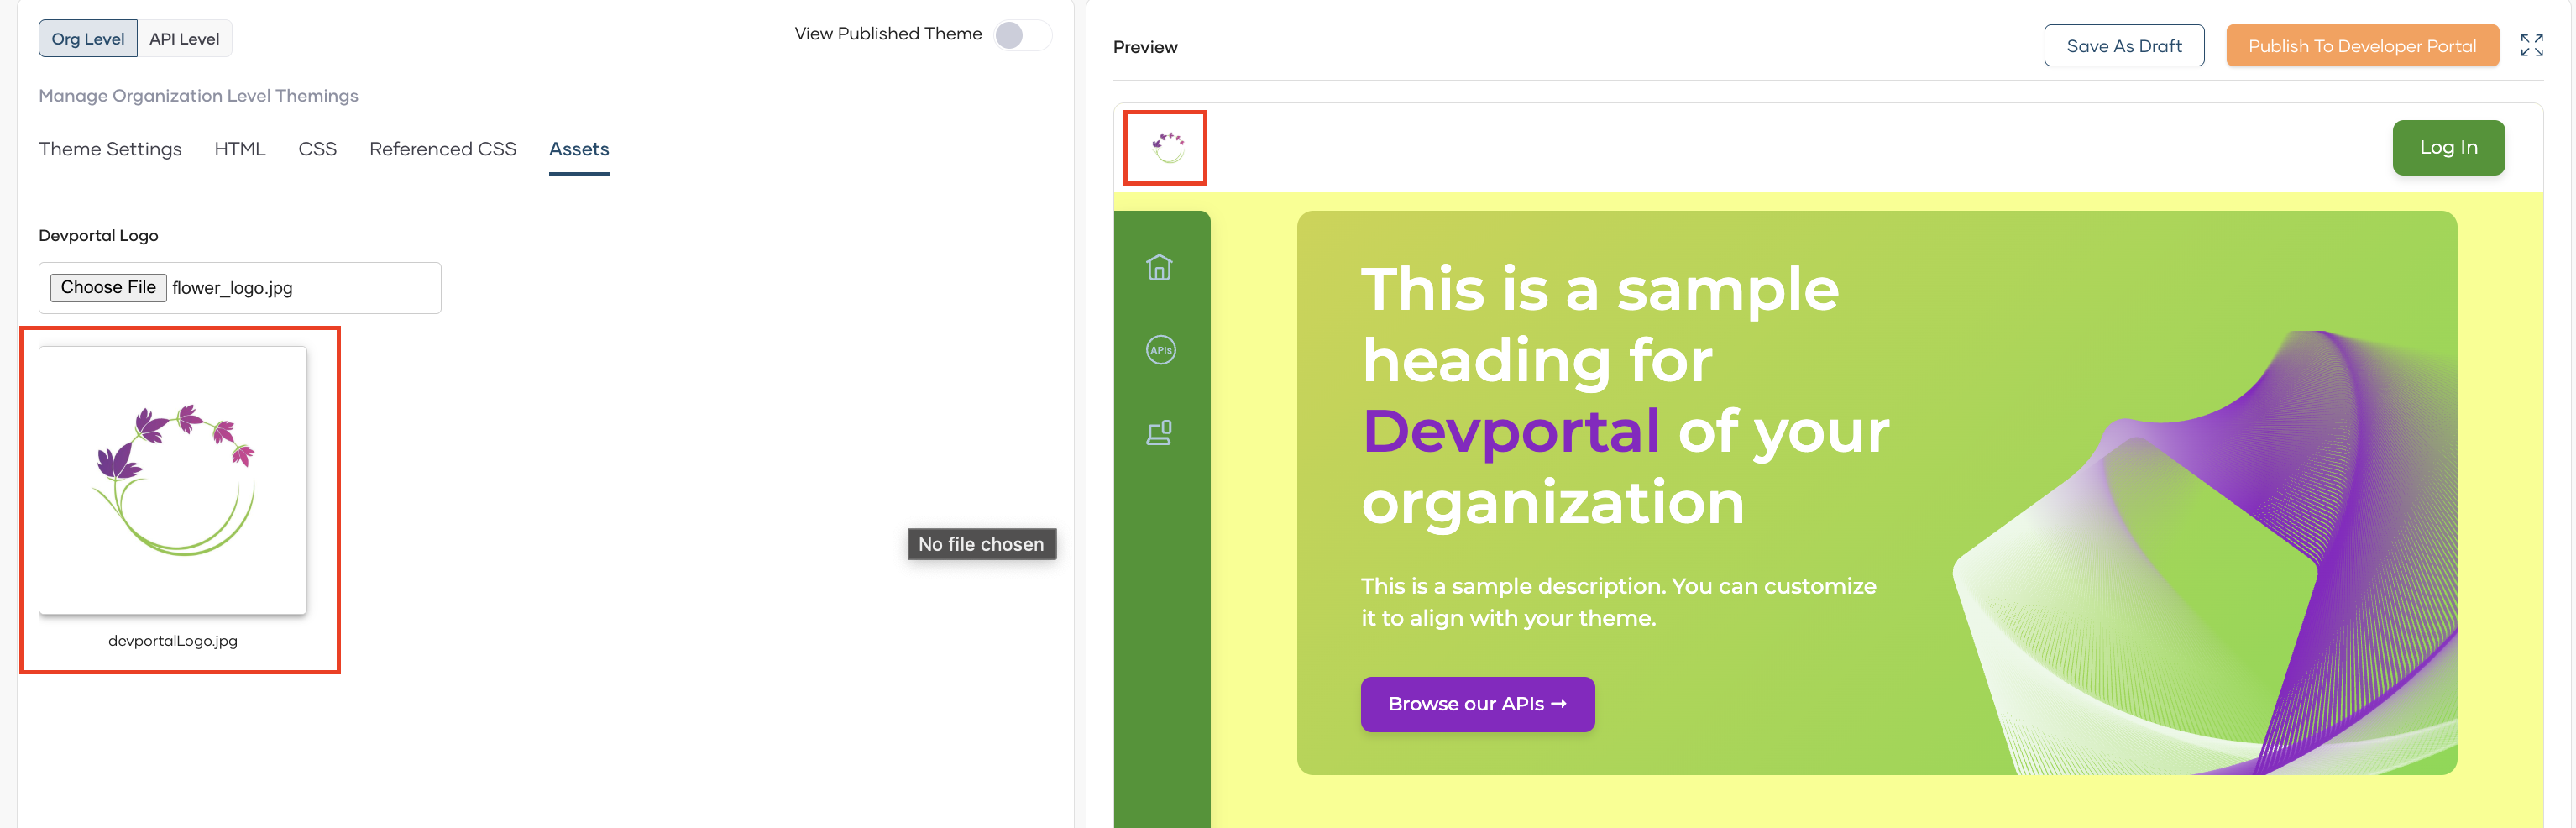 Org Level
API Level
View Published Theme
Manage Organization Level Themings
Theme Settings
HTML
CSS
Referenced CSS
Assets
Devportal Logo
Choose File flower_logo.jpg
No file chosen
devportalLogo.jpg
Preview
Save As Draft
Publish To Developer Portal
Log In
APIs
This is a sample
heading for
Devportal of your
organization
This is a sample description. You can customize
it to align with your theme.
Browse our APIs →